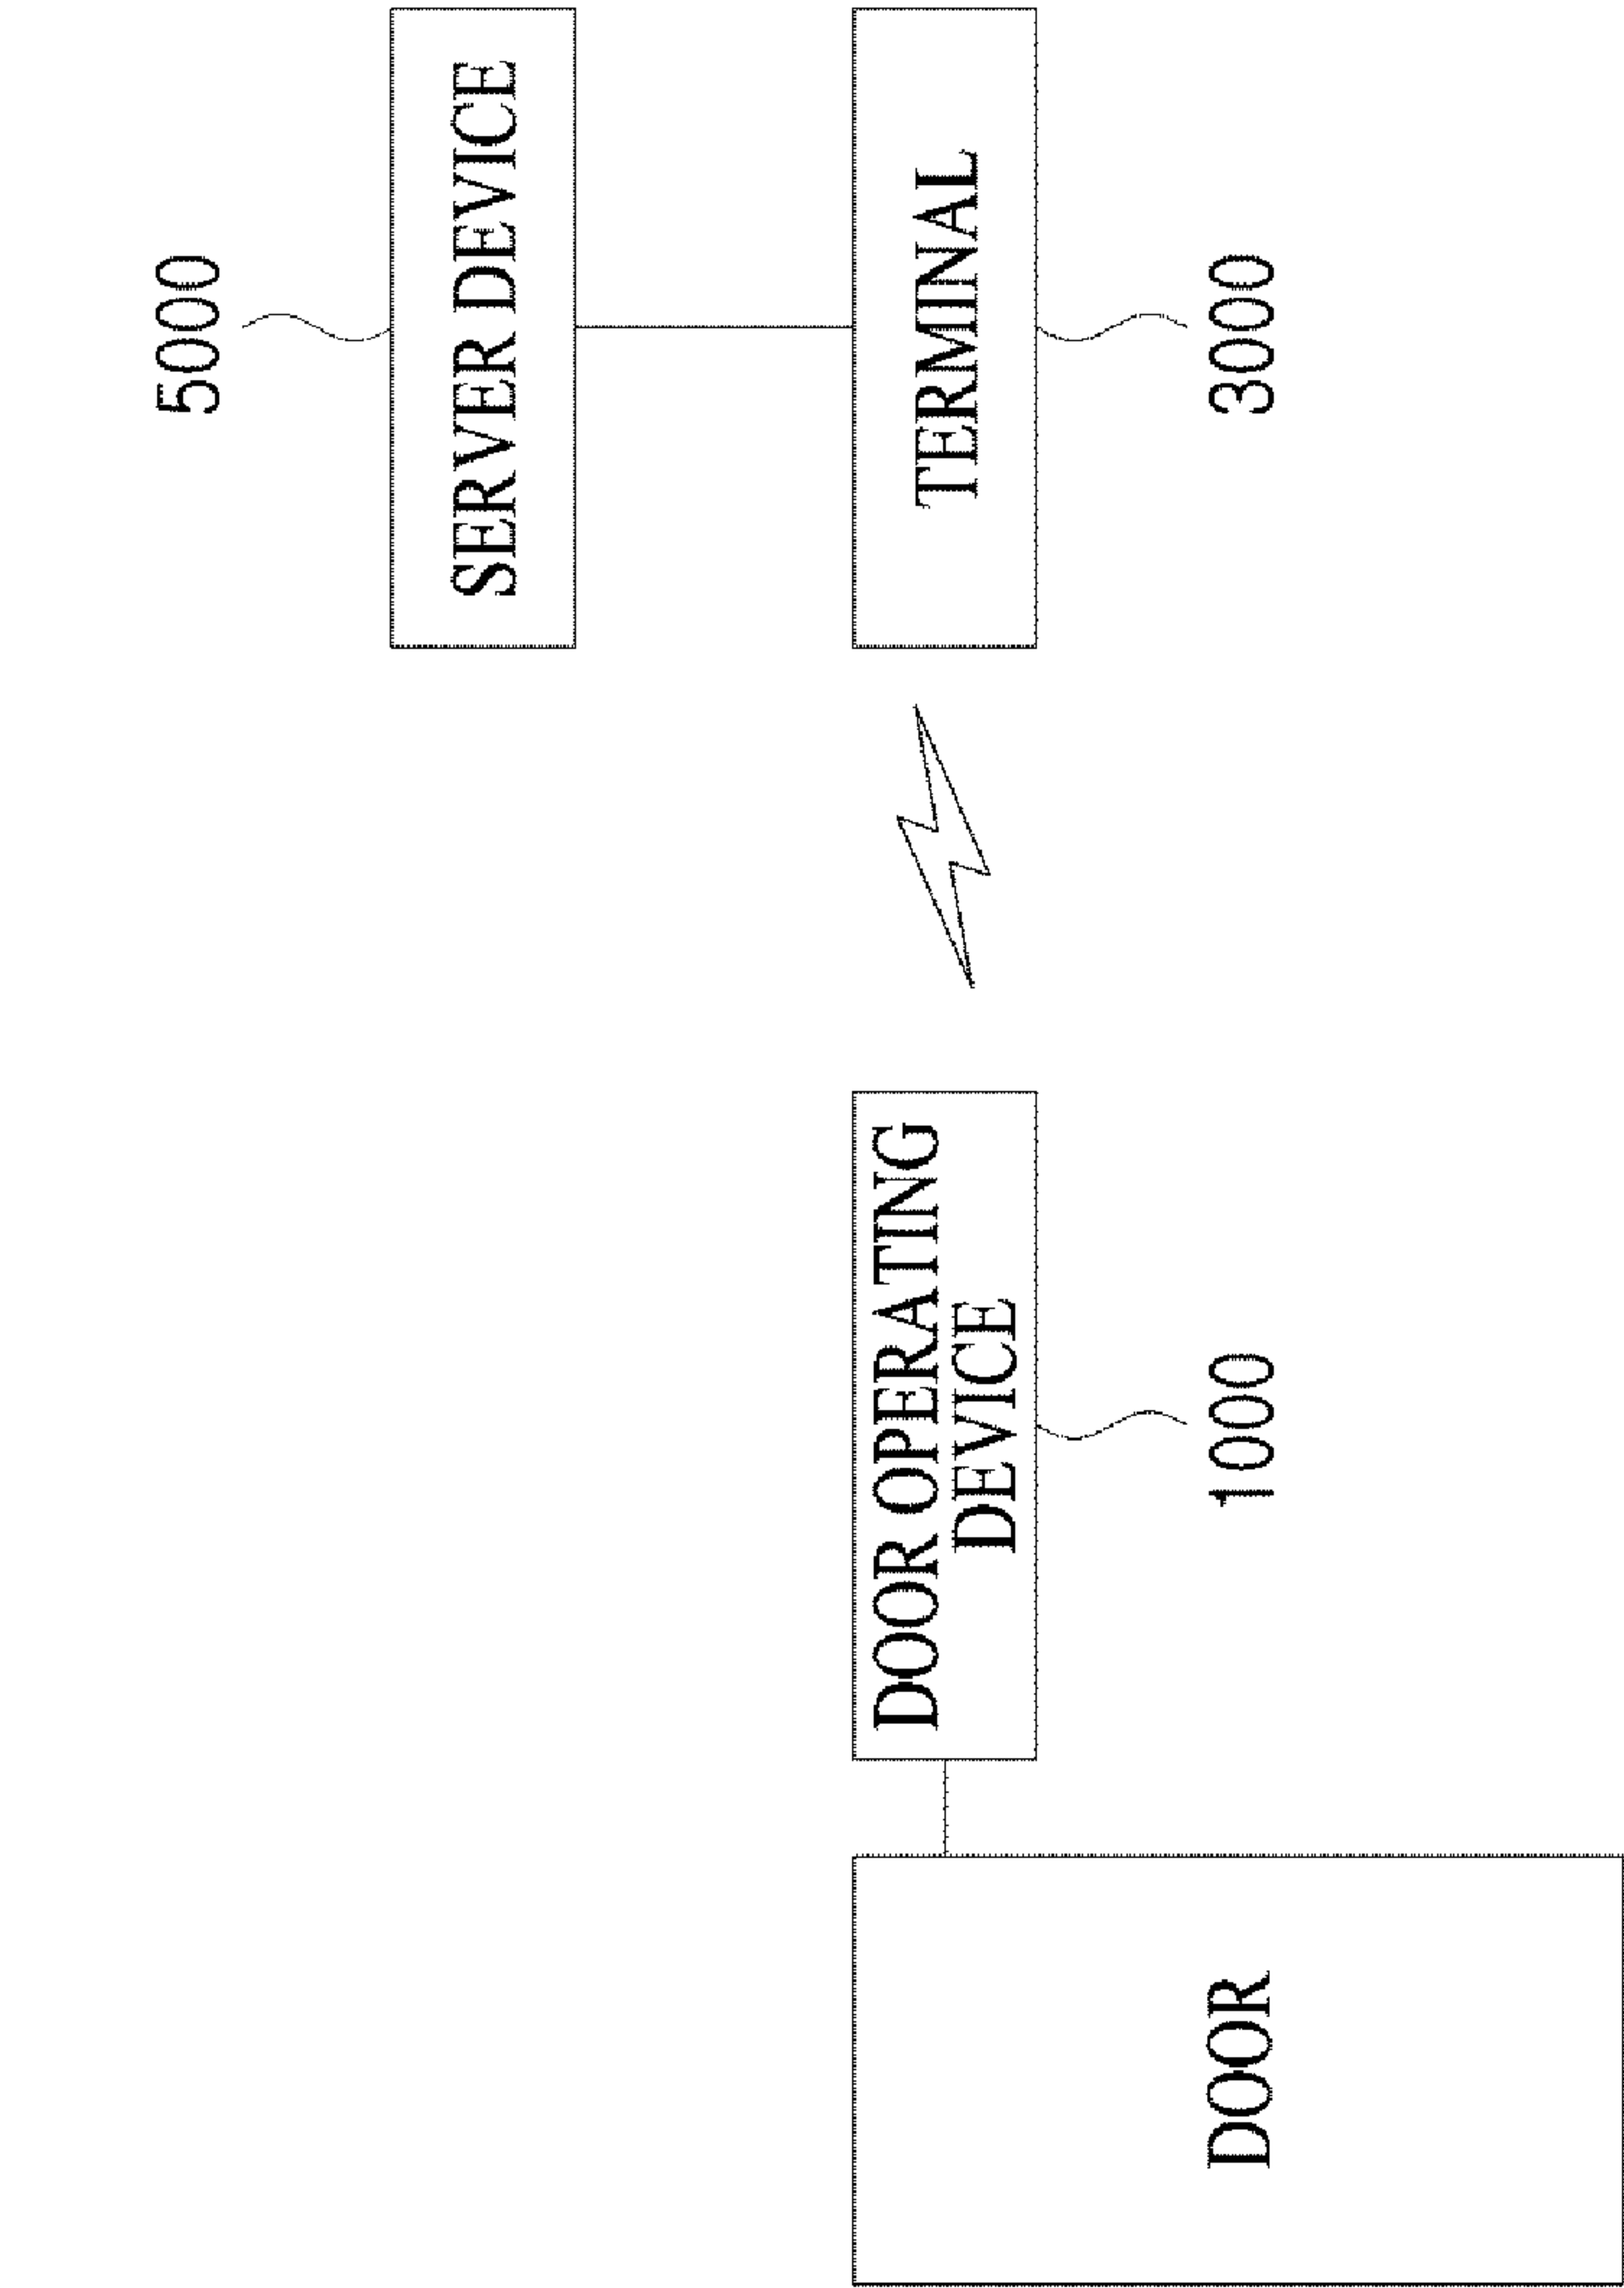 5000
SERVER DEVICE
DOOR
DOOR OPERATING
DEVICE
TERMINAL
1000
3000